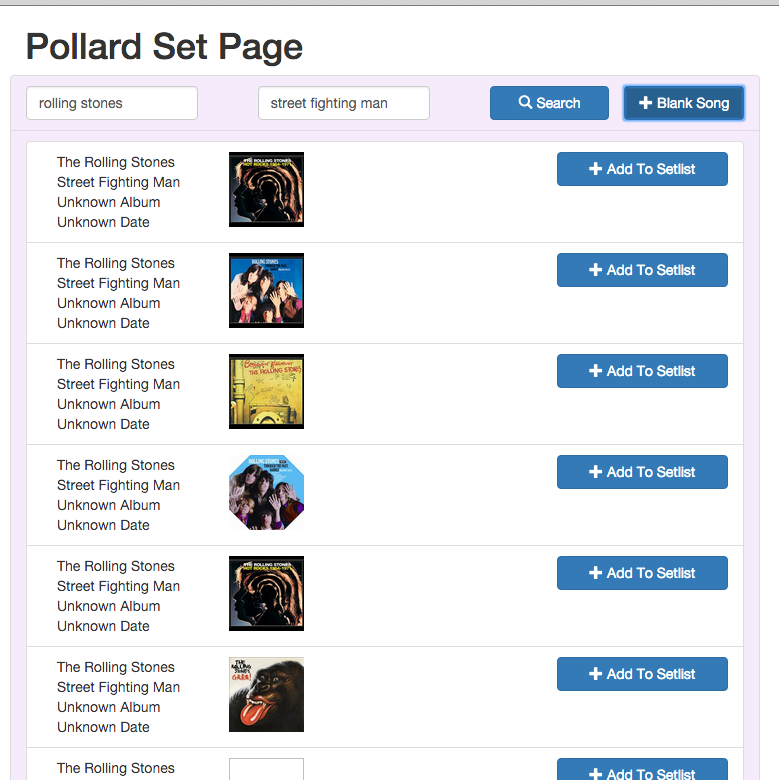 Pollard Set Page
rolling stones street fighting man Search Blank Song
The Rolling Stones
Street Fighting Man
Unknown Album
Unknown Date
THE ROLLING STONES
HOT ROCKS 1964-1971
Add To Setlist
The Rolling Stones
Street Fighting Man
Unknown Album
Unknown Date
ROLLING STONES
Add To Setlist
The Rolling Stones
Street Fighting Man
Unknown Album
Unknown Date
THE ROLLING STONES
Add To Setlist
The Rolling Stones
Street Fighting Man
Unknown Album
Unknown Date
ROLLING STONES
THROUGH THE PAST
DARKLY
Add To Setlist
The Rolling Stones
Street Fighting Man
Unknown Album
Unknown Date
THE ROLLING STONES
HOT ROCKS 1964-1971
Add To Setlist
The Rolling Stones
Street Fighting Man
Unknown Album
Unknown Date
THE
ROLLING
STONES
GRRR!
Add To Setlist
The Rolling Stones
Add To Setlist